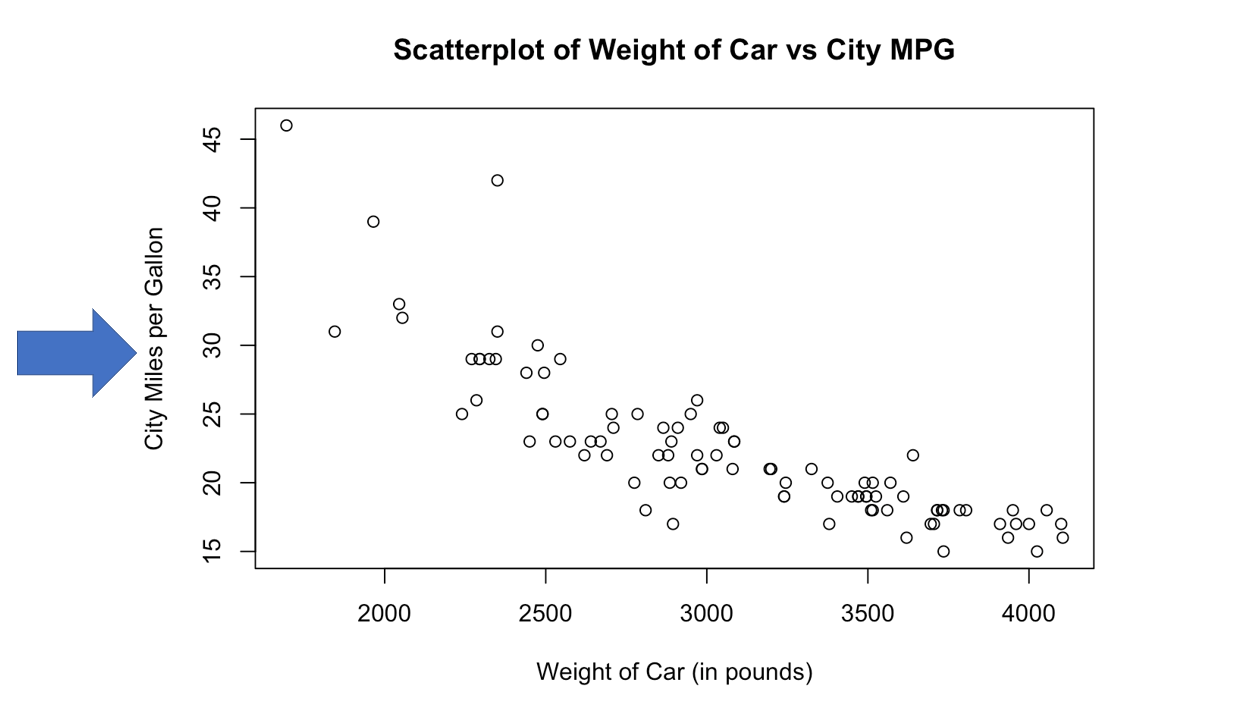 Scatterplot of Weight of Car vs City MPG
City Miles per Gallon
45
40
35
30
25
20
15
2000 2500 3000 3500 4000
Weight of Car (in pounds)